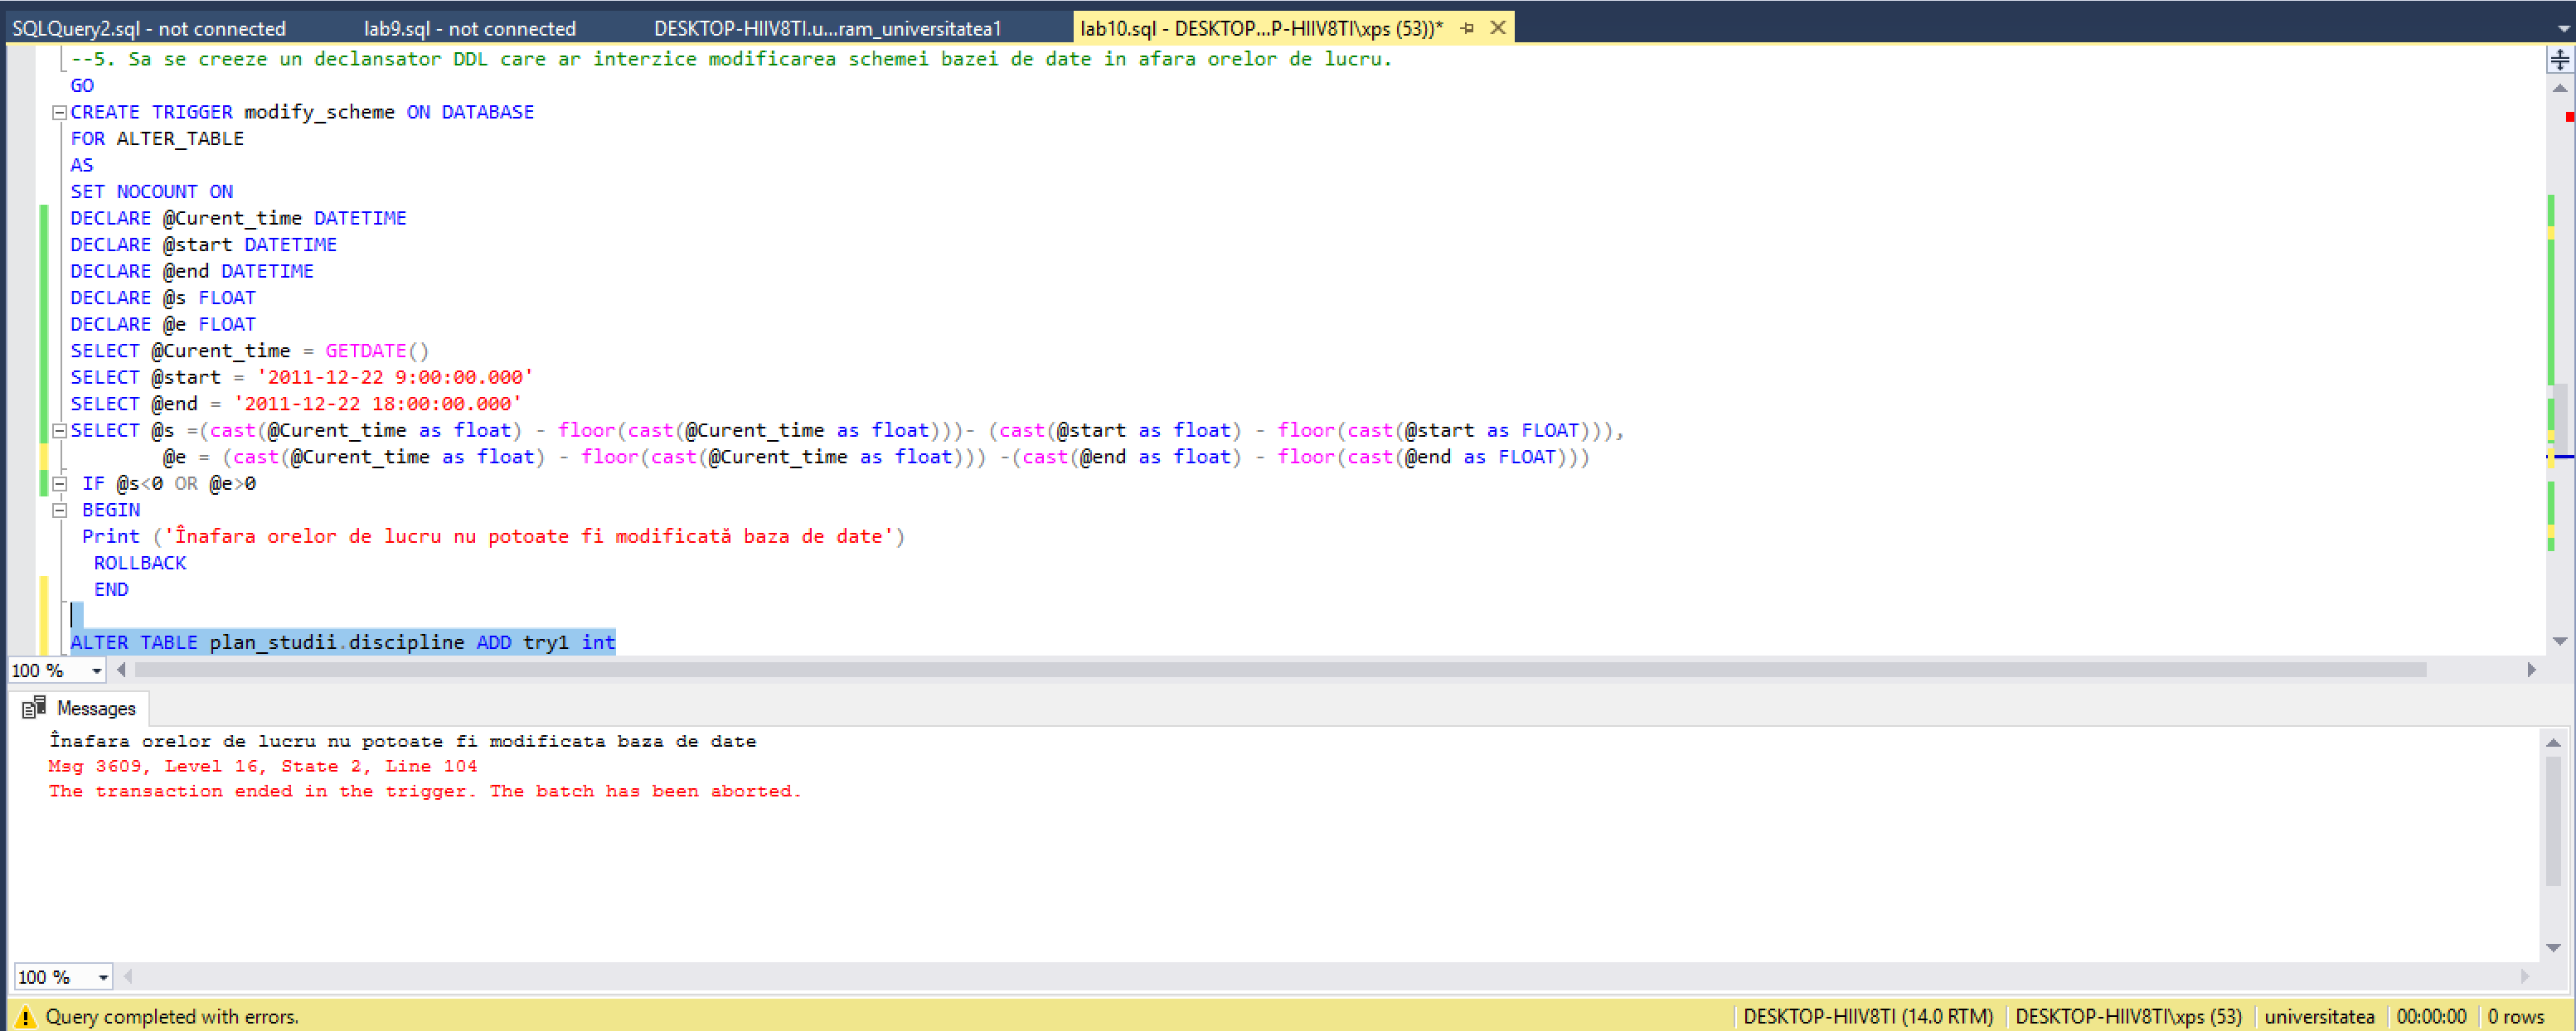 SQLQuery2.sql - not connected
lab9.sql - not connected
DESKTOP-HIIV8TI.u...ram_universitatea1
lab10.sql - DESKTOP...P-HIIV8TI\xps (53))*
--5. Sa se creeze un declansator DDL care ar interzice modificarea schemei bazei de date in afara orelor de lucru.
GO
CREATE TRIGGER modify_scheme ON DATABASE
FOR ALTER_TABLE
AS
SET NOCOUNT ON
DECLARE @Curent_time DATETIME
DECLARE @start DATETIME
DECLARE @end DATETIME
DECLARE @s FLOAT
DECLARE @e FLOAT
SELECT @Curent_time = GETDATE()
SELECT @start = '2011-12-22 9:00:00.000'
SELECT @end = '2011-12-22 18:00:00.000'
SELECT @s =(cast(@Curent_time as float) - floor(cast(@Curent_time as float)))- (cast(@start as float) - floor(cast(@start as FLOAT))),
@e = (cast(@Curent_time as float) - floor(cast(@Curent_time as float))) -(cast(@end as float) - floor(cast(@end as FLOAT)))
IF @s<0 OR @e>0
BEGIN
Print ('Înafara orelor de lucru nu potoate fi modificată baza de date')
ROLLBACK
END
ALTER TABLE plan_studii.discipline ADD try1 int
100 %
Messages
Înafara orelor de lucru nu potoate fi modificata baza de date
Msg 3609, Level 16, State 2, Line 104
The transaction ended in the trigger. The batch has been aborted.
100 %
Query completed with errors.
DESKTOP-HIIV8TI (14.0 RTM)
DESKTOP-HIIV8TI\xps (53)
universitatea
00:00:00
0 rows